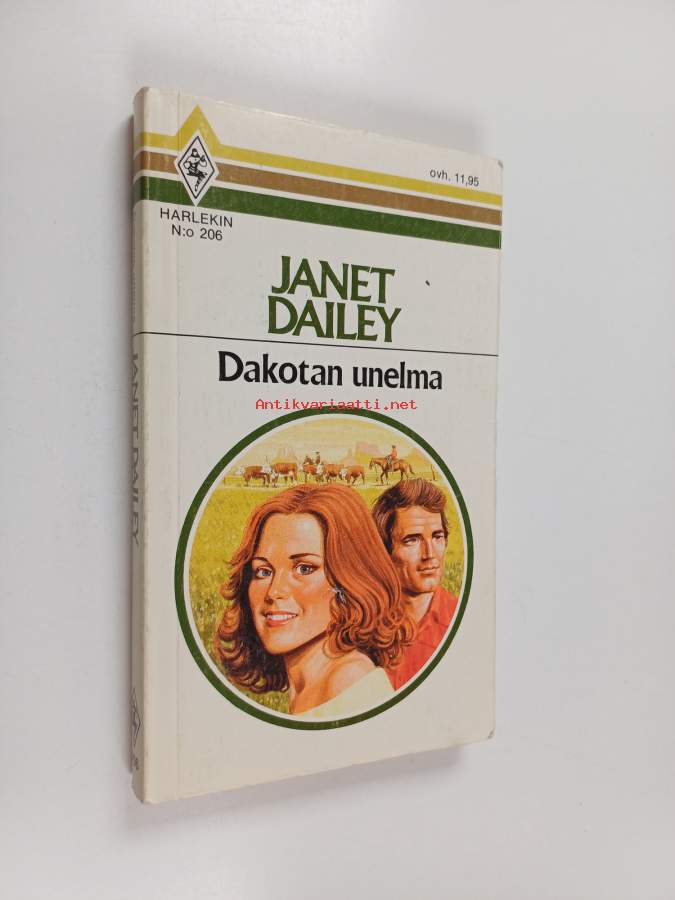 ovh. 11,95
HARLEKIN
N:o 206
JANET
DAILEY
Dakotan unelma
Antikvariaatti.net
JANET DAILEY